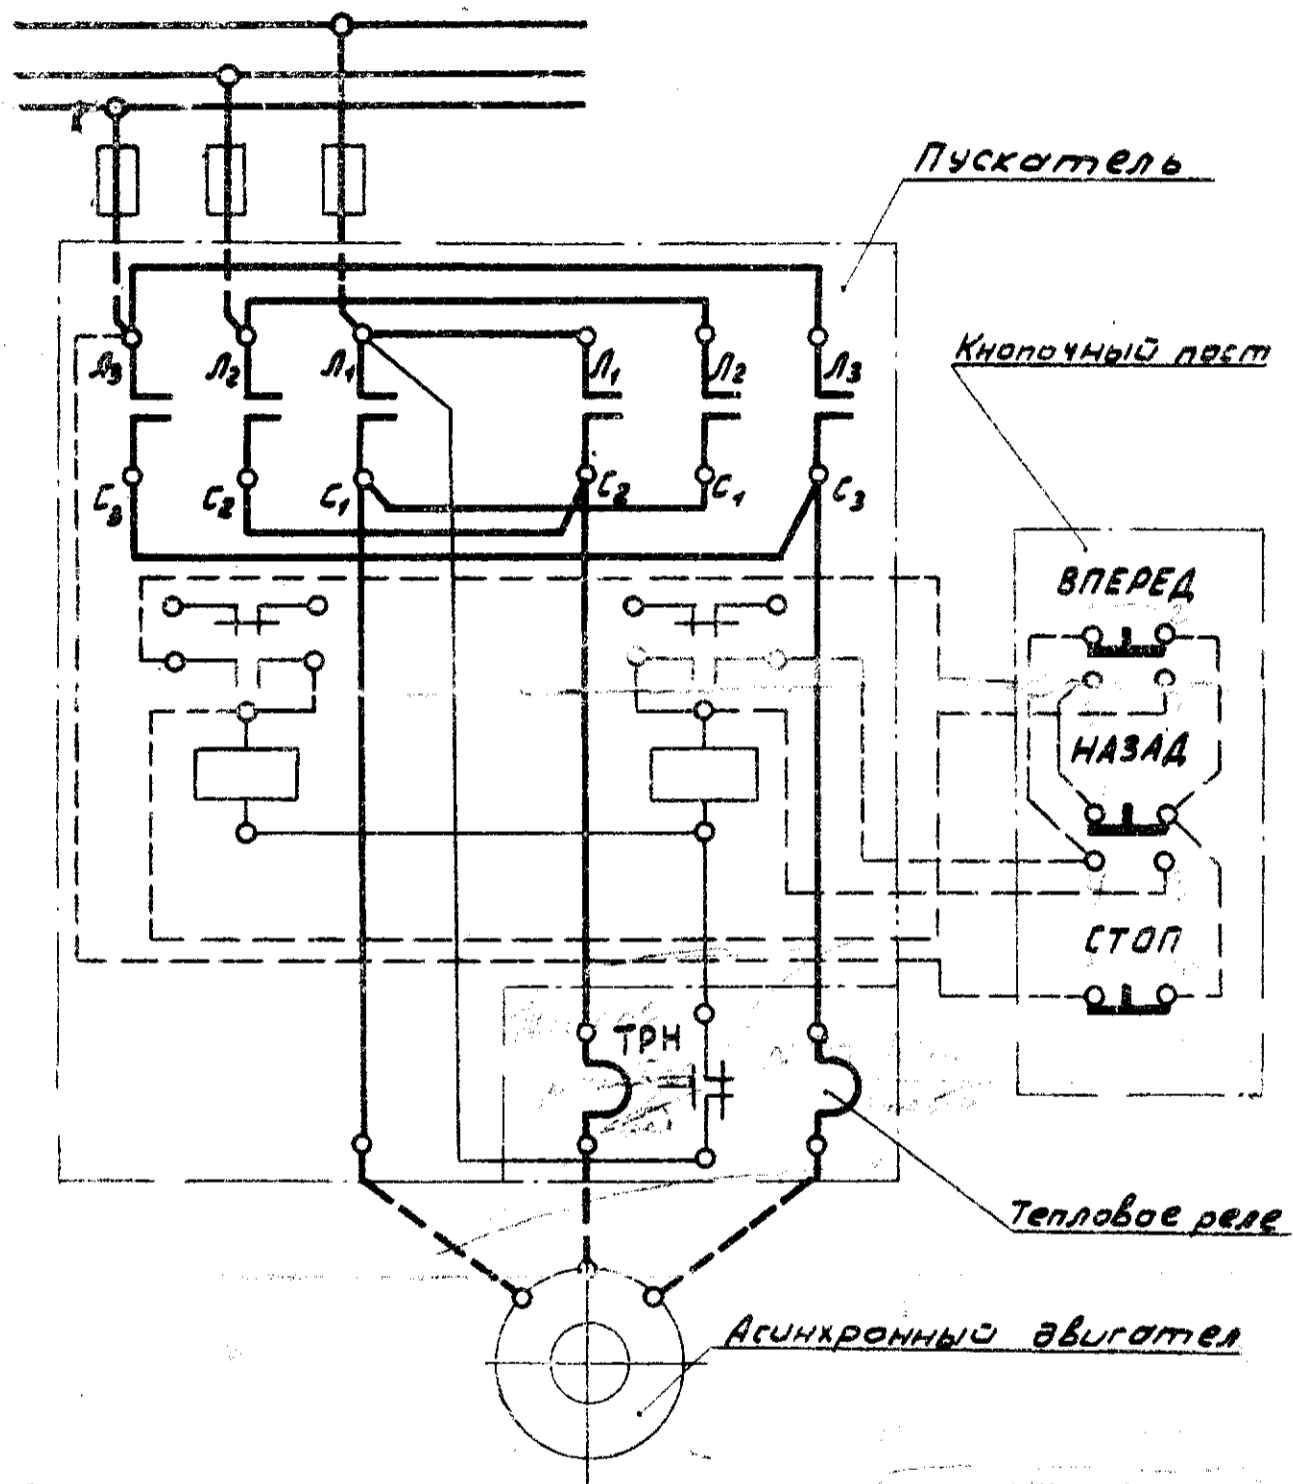 Пускатель
Кнопочный пост
Л3 Л2 Л1 Л1 Л2 Л3
С3 С2 С1 С2 С1 С3
ВПЕРЕД
НАЗАД
СТОП
ТРН
Тепловое реле
Асинхронный двигател